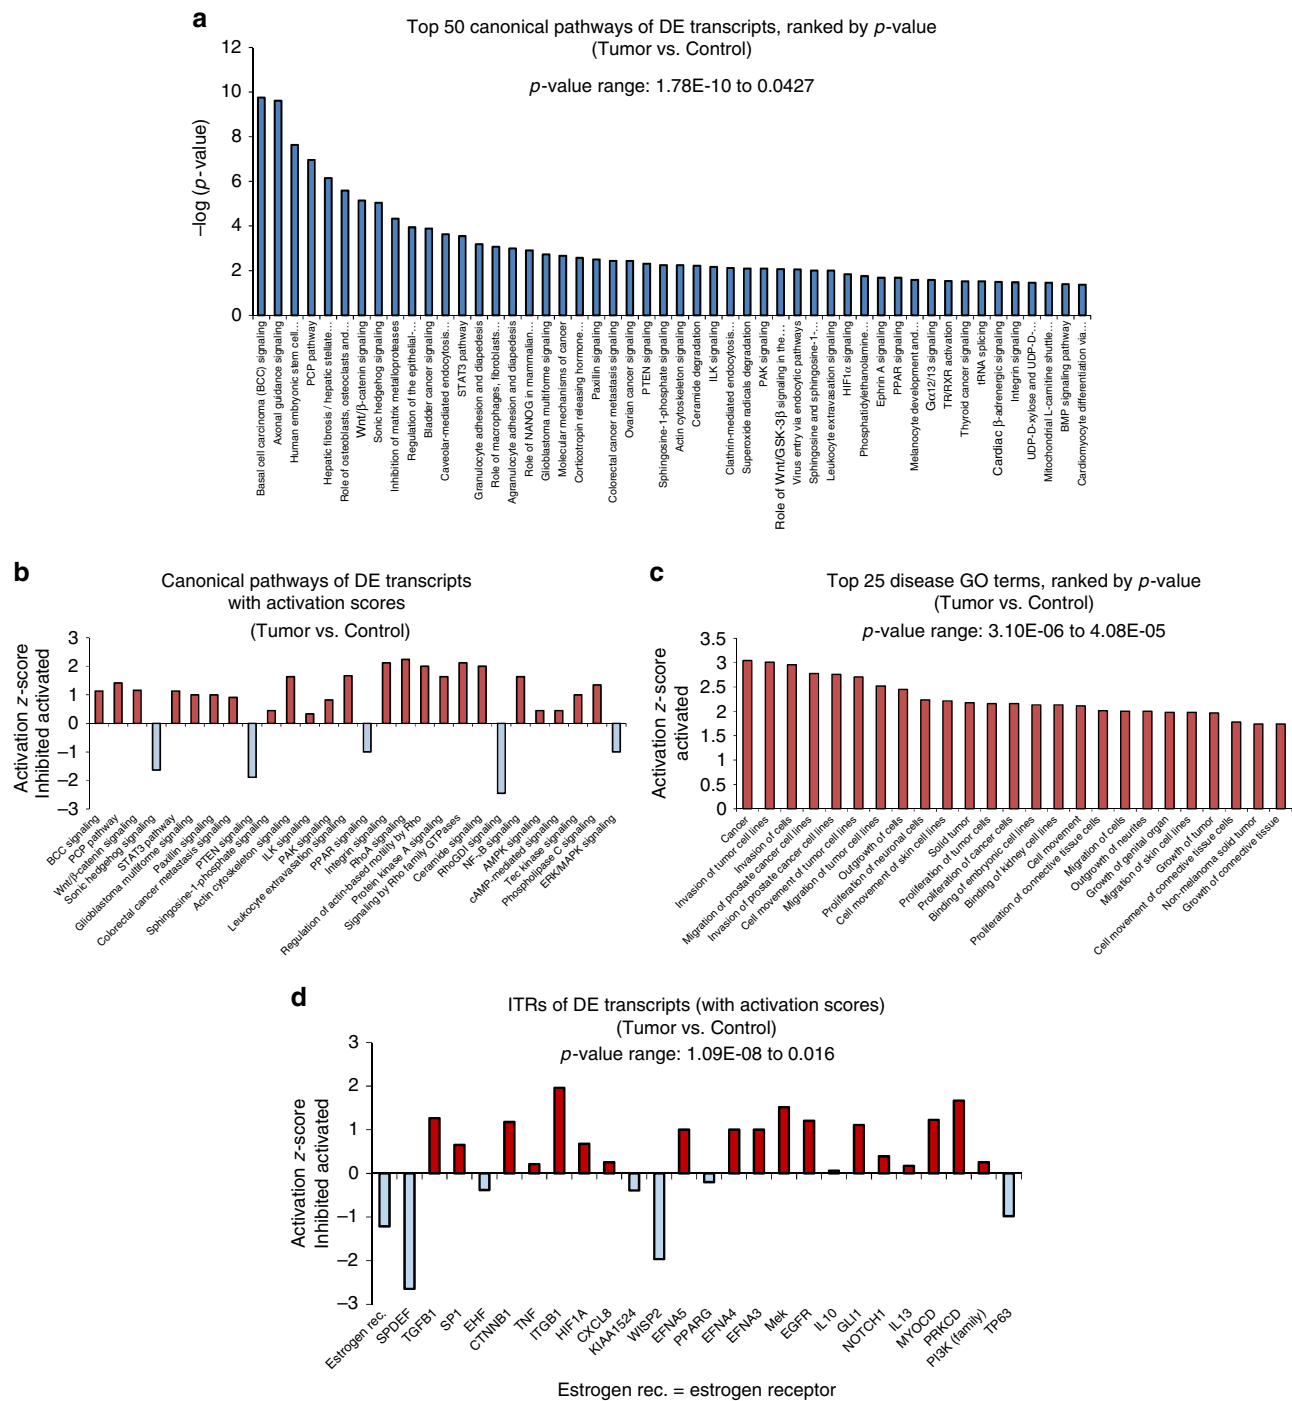 a
Top 50 canonical pathways of DE transcripts, ranked by p-value
(Tumor vs. Control)
p-value range: 1.78E-10 to 0.0427
–log (p-value)
12
10
8
6
4
2
0
Basal cell carcinoma (BCC) signaling
Axonal guidance signaling
Human embryonic stem cell...
PCP pathway
Hepatic fibrosis / hepatic stellate...
Role of osteoblasts, osteoclasts and...
Wnt/β-catenin signaling
Sonic hedgehog signaling
Inhibition of matrix metalloproteases
Regulation of the epithelial-...
Bladder cancer signaling
Caveolar-mediated endocytosis...
STAT3 pathway
Granulocyte adhesion and diapedesis
Role of macrophages, fibroblasts...
Agranulocyte adhesion and diapedesis
Role of NANOG in mammalian...
Glioblastoma multiforme signaling
Molecular mechanisms of cancer
Corticotropin releasing hormone...
Paxillin signaling
Colorectal cancer metastasis signaling
Ovarian cancer signaling
PTEN signaling
Sphingosine-1-phosphate signaling
Actin cytoskeleton signaling
Ceramide degradation
ILK signaling
Clathrin-mediated endocytosis...
Superoxide radicals degradation
PAK signaling
Role of Wnt/GSK-3β signaling in the...
Virus entry via endocytic pathways
Sphingosine and sphingosine-1-...
Leukocyte extravasation signaling
HIF1α signaling
Phosphatidylethanolamine...
Ephrin A signaling
PPAR signaling
Melanocyte development and...
Gα12/13 signaling
TR/RXR activation
Thyroid cancer signaling
tRNA splicing
Cardiac β-adrenergic signaling
Integrin signaling
UDP-D-xylose and UDP-D-...
Mitochondrial L-carnitine shuttle...
BMP signaling pathway
Cardiomyocyte differentiation via...
b
Canonical pathways of DE transcripts
with activation scores
(Tumor vs. Control)
Activation z-score
Inhibited activated
3
2
1
0
–1
–2
–3
BCC signaling
PCP pathway
Wnt/β-catenin signaling
Sonic hedgehog signaling
STAT3 pathway
Glioblastoma multiforme signaling
Paxilin signaling
Colorectal cancer metastasis signaling
PTEN signaling
Sphingosine-1-phosphate signaling
Actin cytoskeleton signaling
ILK signaling
PAK signaling
Leukocyte extravasation signaling
PPAR signaling
Integrin signaling
RhoA signaling
Regulation of actin-based motility by Rho
Protein kinase A signaling
Signaling by Rho family GTPases
Ceramide signaling
RhoGDI signaling
NF-κB signaling
AMPK signaling
cAMP-mediated signaling
Tec kinase signaling
Phospholipase C signaling
ERK/MAPK signaling
c
Top 25 disease GO terms, ranked by p-value
(Tumor vs. Control)
p-value range: 3.10E-06 to 4.08E-05
Activation z-score
activated
3.5
3
2.5
2
1.5
1
0.5
0
Cancer
Invasion of tumor cell lines
Invasion of cells
Migration of prostate cancer cell lines
Invasion of prostate cancer cell lines
Cell movement of tumor cell lines
Migration of tumor cell lines
Outgrowth of cells
Proliferation of neuronal cells
Cell movement of skin cell lines
Solid tumor
Proliferation of tumor cells
Proliferation of cancer cells
Binding of embryonic cell lines
Binding of kidney cell lines
Cell movement
Proliferation of connective tissue cells
Migration of cells
Outgrowth of neurites
Growth of genital organ
Migration of skin cell lines
Growth of tumor
Cell movement of connective tissue cells
Non-melanoma solid tumor
Growth of connective tissue
d
ITRs of DE transcripts (with activation scores)
(Tumor vs. Control)
p-value range: 1.09E-08 to 0.016
Activation z-score
Inhibited activated
3
2
1
0
–1
–2
–3
Estrogen rec.
SPDEF
TGFB1
SP1
EHF
CTNNB1
TNF
ITGB1
HIF1A
CXCL8
KIAA1524
WISP2
EFNA5
PPARG
EFNA4
EFNA3
Mek
EGFR
IL10
GLI1
NOTCH1
IL13
MYOCD
PRKCD
PI3K (family)
TP63
Estrogen rec. = estrogen receptor